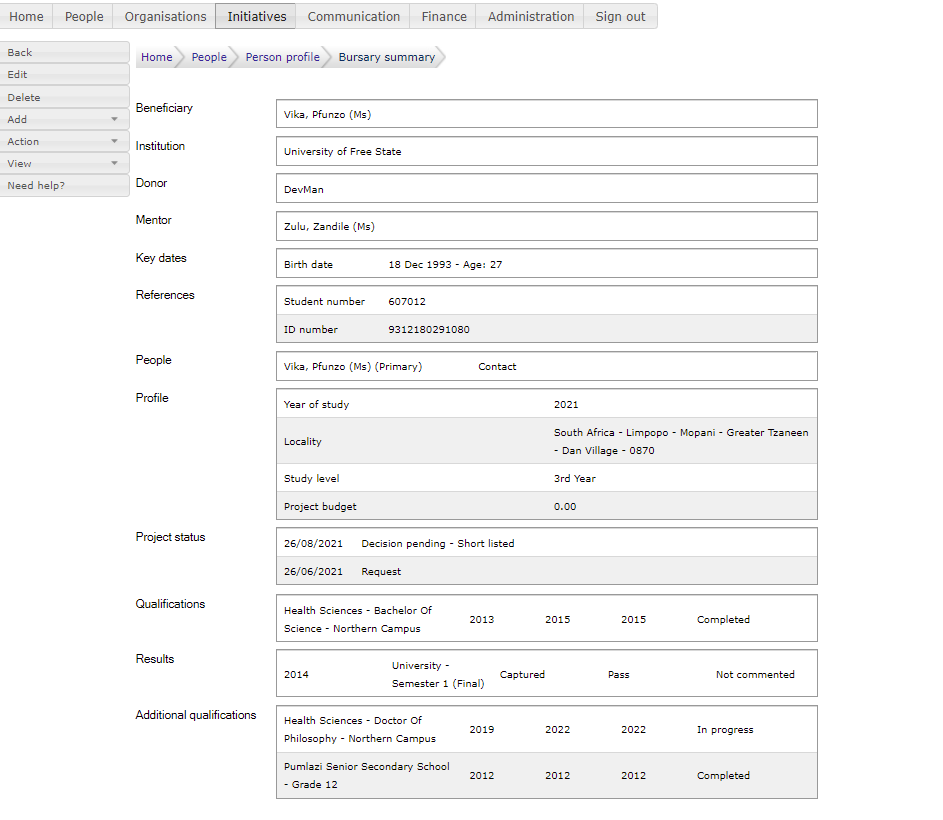 Home People Organisations Initiatives Communication Finance Administration Sign out
Back
Edit
Delete
Add
Action
View
Need help?
Home People Person profile Bursary summary
Beneficiary
Vika, Pfunzo (Ms)
Institution
University of Free State
Donor
DevMan
Mentor
Zulu, Zandile (Ms)
Key dates
Birth date 18 Dec 1993 - Age: 27
References
Student number 607012
ID number 9312180291080
People
Vika, Pfunzo (Ms) (Primary) Contact
Profile
Year of study 2021
Locality South Africa - Limpopo - Mopani - Greater Tzaneen
- Dan Village - 0870
Study level 3rd Year
Project budget 0.00
Project status
26/08/2021 Decision pending - Short listed
26/06/2021 Request
Qualifications
Health Sciences - Bachelor Of
Science - Northern Campus 2013 2015 2015 Completed
Results
2014 University -
Semester 1 (Final) Captured Pass Not commented
Additional qualifications
Health Sciences - Doctor Of
Philosophy - Northern Campus 2019 2022 2022 In progress
Pumlazi Senior Secondary School
- Grade 12 2012 2012 2012 Completed